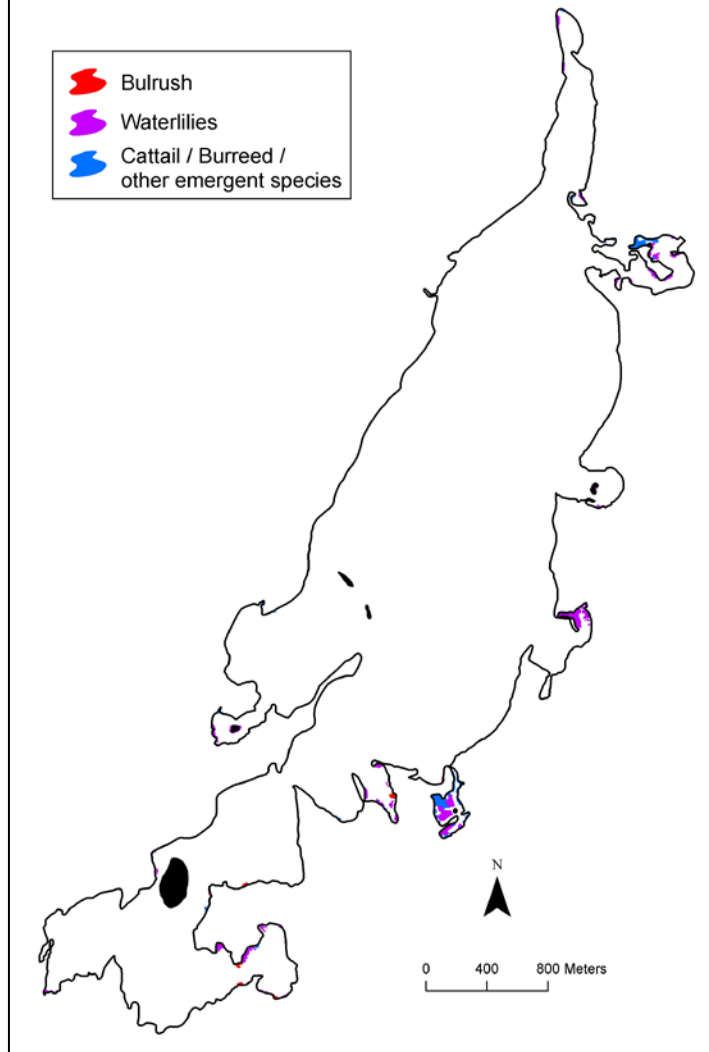 Bulrush
Waterlilies
Cattail / Burreed /
other emergent species
N
0 400 800 Meters